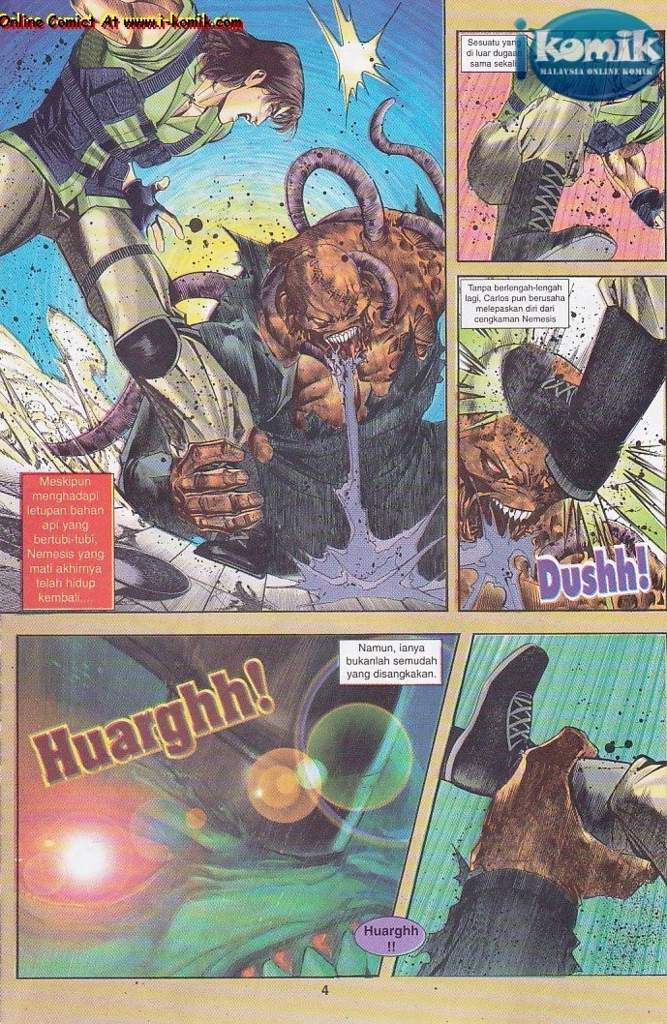 Online Comict At www.i-komik.com
ikomik
MALAYSIA ONLINE KOMIK
Sesuatu yang
di luar dugaan
sama sekali
Tanpa berlengah-lengah
lagi, Carlos pun berusaha
melepaskan diri dari
cengkaman Nemesis
Meskipun
menghadapi
letupan bahan
api yang
bertubi-tubi,
Nemesis yang
mati akhirnya
telah hidup
kembali....
Dushh!
Namun, ianya
bukanlah semudah
yang disangkakan.
Huarghh!
Huarghh
!!
4